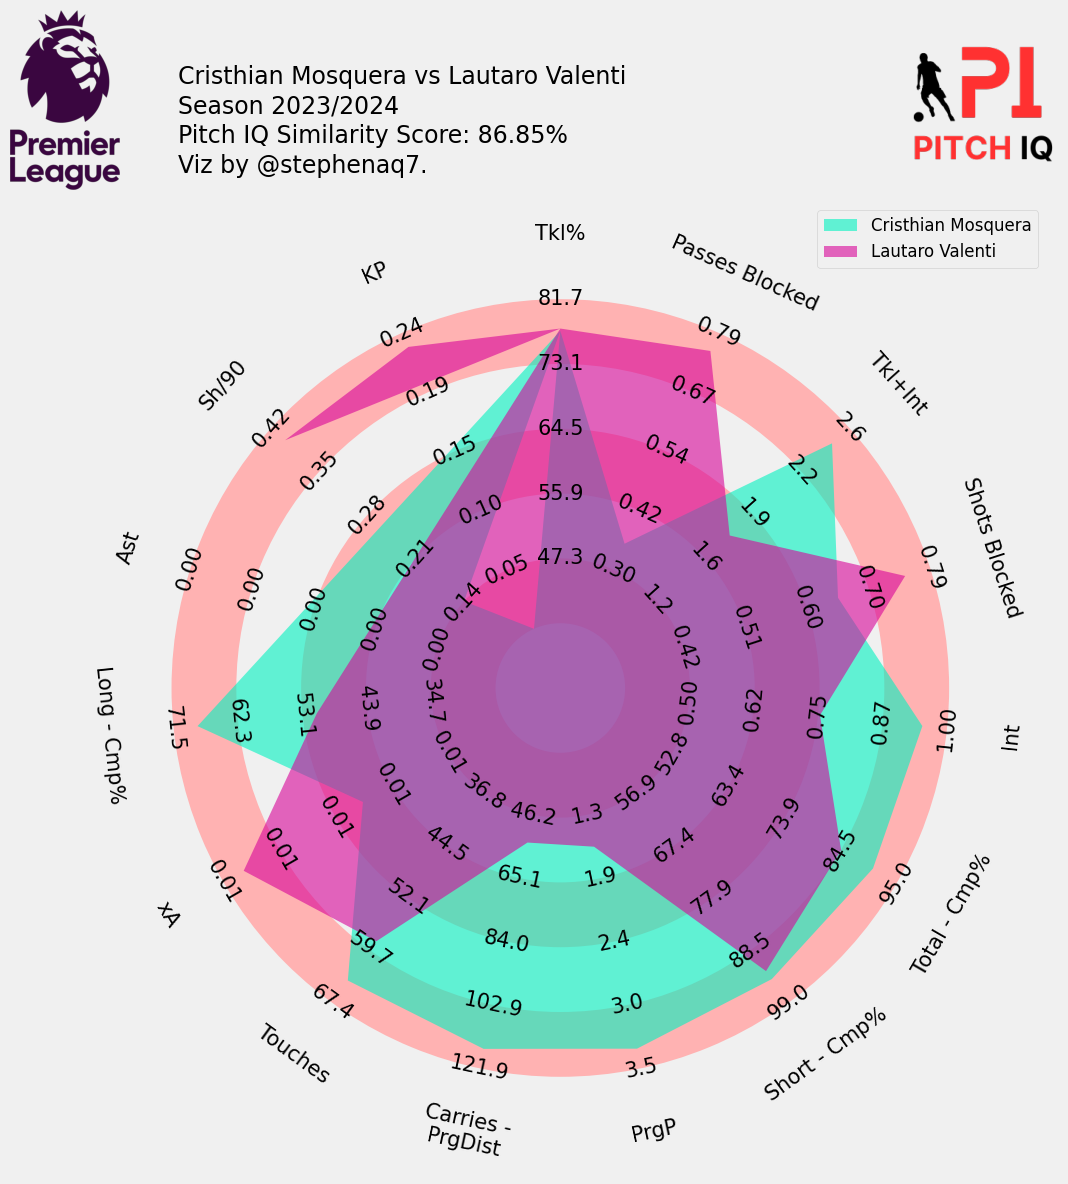 Premier
League
Cristhian Mosquera vs Lautaro Valenti
Season 2023/2024
Pitch IQ Similarity Score: 86.85%
Viz by @stephenaq7.
PI
PITCH IQ
Cristhian Mosquera
Lautaro Valenti
Tkl%
81.7
73.1
64.5
55.9
47.3
Passes Blocked
0.79
0.67
0.54
0.42
0.30
Tkl+Int
2.6
2.2
1.9
1.6
1.2
Shots Blocked
0.79
0.70
0.60
0.51
0.42
Int
1.00
0.87
0.75
0.62
0.50
Total - Cmp%
95.0
84.5
73.9
63.4
52.8
Short - Cmp%
99.0
88.5
77.9
67.4
56.9
PrgP
3.5
3.0
2.4
1.9
1.3
Carries -
PrgDist
121.9
102.9
84.0
65.1
46.2
Touches
67.4
59.7
52.1
44.5
36.8
xA
0.01
0.01
0.01
0.01
0.01
Long - Cmp%
71.5
62.3
53.1
43.9
34.7
Ast
0.00
0.00
0.00
0.00
0.00
Sh/90
0.42
0.35
0.28
0.21
0.14
KP
0.24
0.19
0.15
0.10
0.05